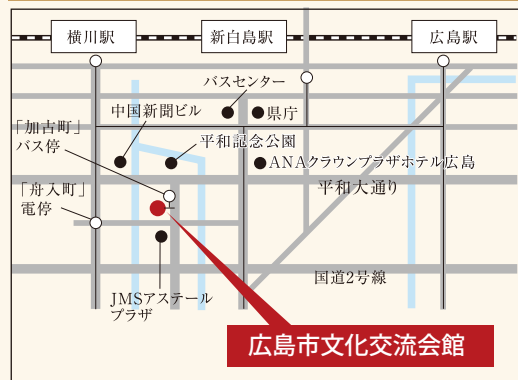 横川駅
新白島駅
広島駅
バスセンター
県庁
中国新聞ビル
「加古町」
バス停
平和記念公園
ANAクラウンプラザホテル広島
平和大通り
「舟入町」
電停
国道2号線
JMSアステール
プラザ
広島市文化交流会館